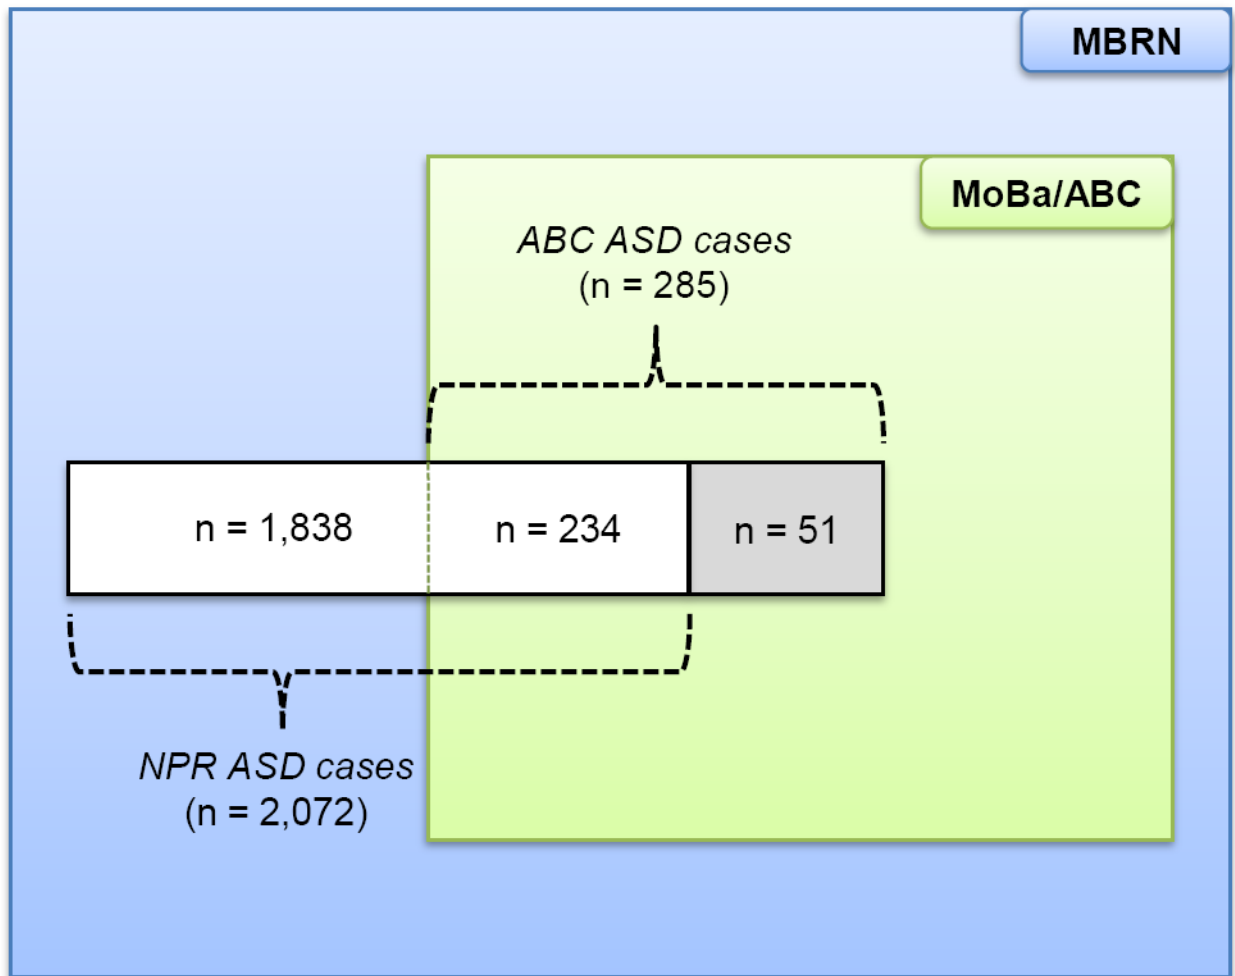 MBRN
MoBa/ABC
ABC ASD cases
(n = 285)
n = 1,838
n = 234
n = 51
NPR ASD cases
(n = 2,072)